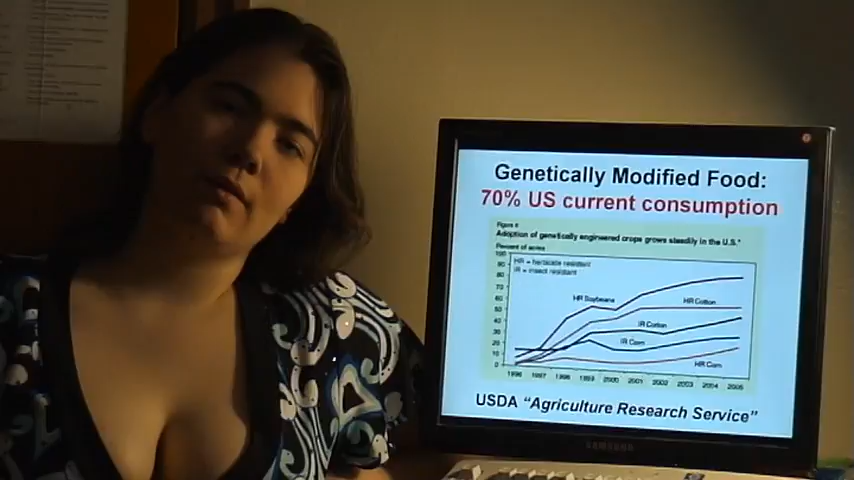 Genetically Modified Food:
70% US current consumption
Figure 6
Adoption of genetically engineered crops grows steadily in the U.S.*
Percent of acres
HR = herbicide resistant
IR = insect resistant
100
90
80
70
60
50
40
30
20
10
0
HR Soybeans
HR Cotton
IR Cotton
IR Corn
HR Corn
1996 1997 1998 1999 2000 2001 2002 2003 2004 2005
USDA "Agriculture Research Service"
SAMSUNG